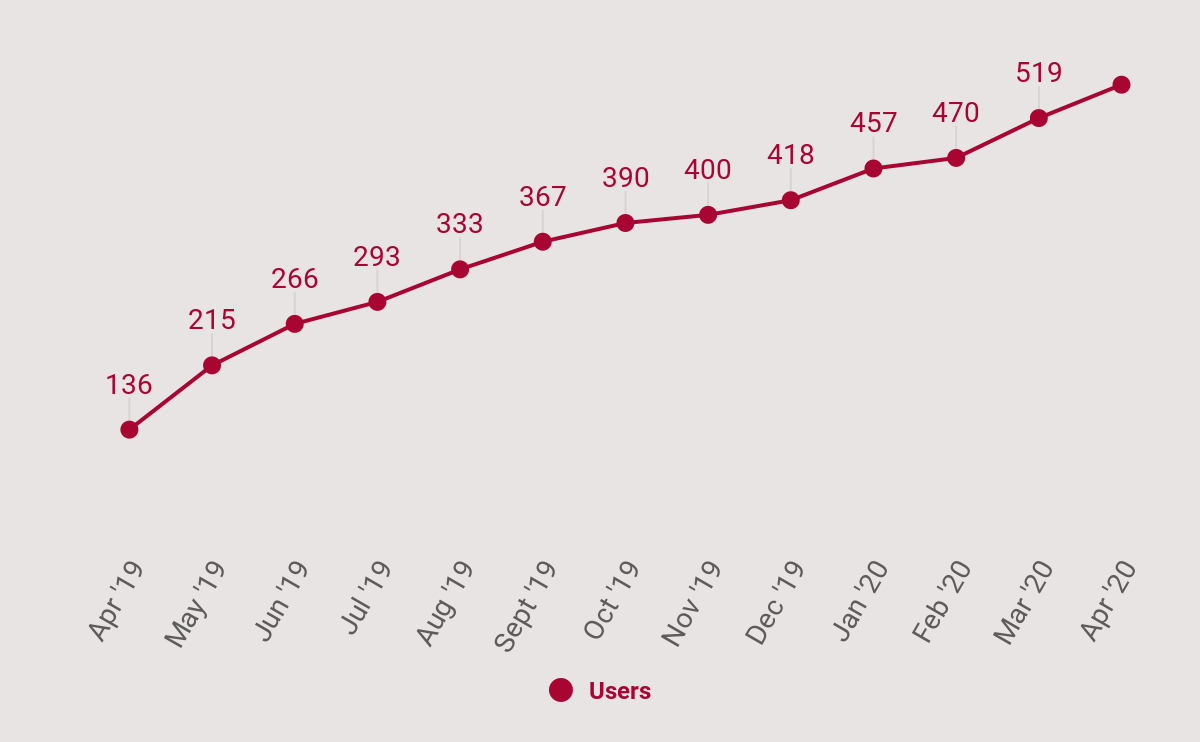 519
470
457
418
400
390
367
333
293
266
215
136
Apr '19
May '19
Jun '19
Jul '19
Aug '19
Sept '19
Oct '19
Nov '19
Dec '19
Jan '20
Feb '20
Mar '20
Apr '20
Users